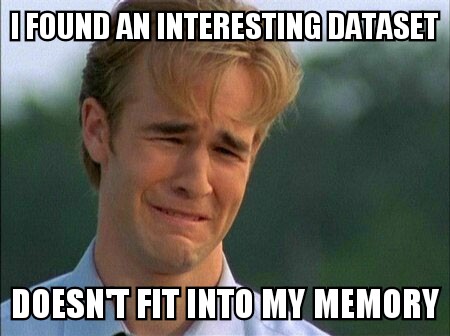 I FOUND AN INTERESTING DATASET
DOESN'T FIT INTO MY MEMORY